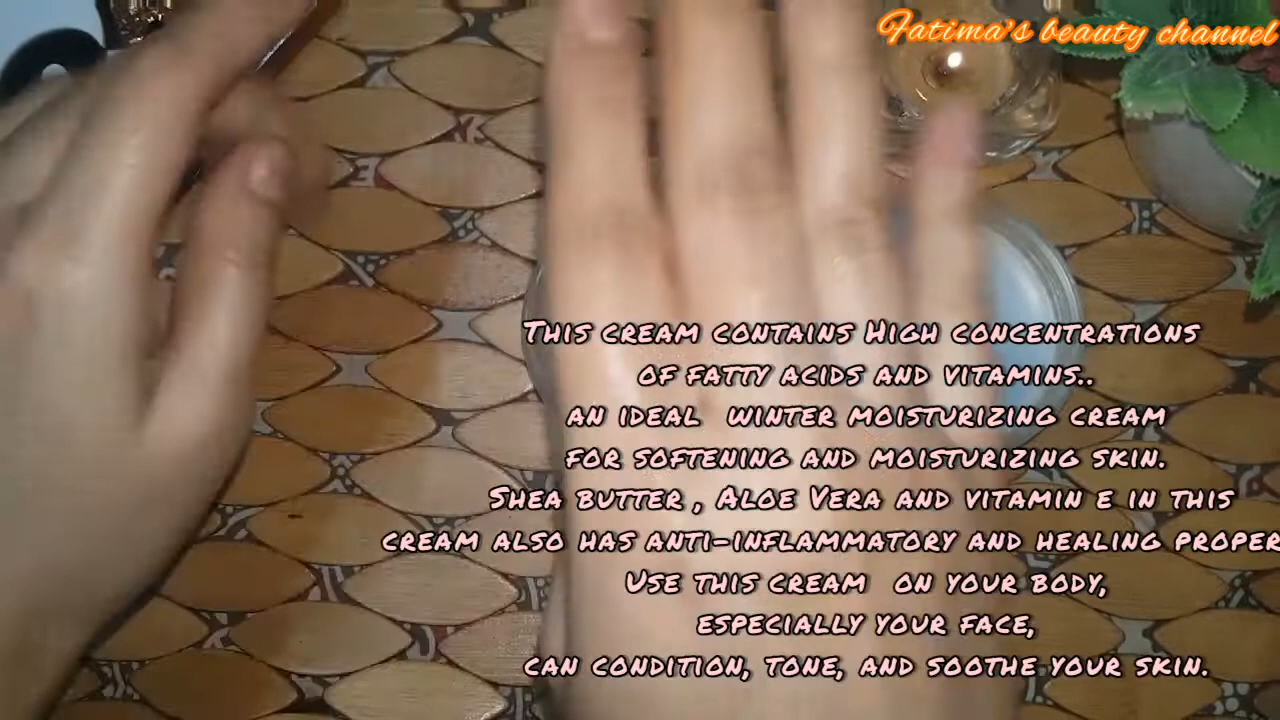 Fatima's beauty channel
This cream contains High concentrations
of fatty acids and vitamins..
an ideal winter moisturizing cream
for softening and moisturizing skin.
Shea butter , Aloe Vera and vitamin e in this
cream also has anti-inflammatory and healing proper
Use this cream on your body,
especially your face,
can condition, tone, and soothe your skin.